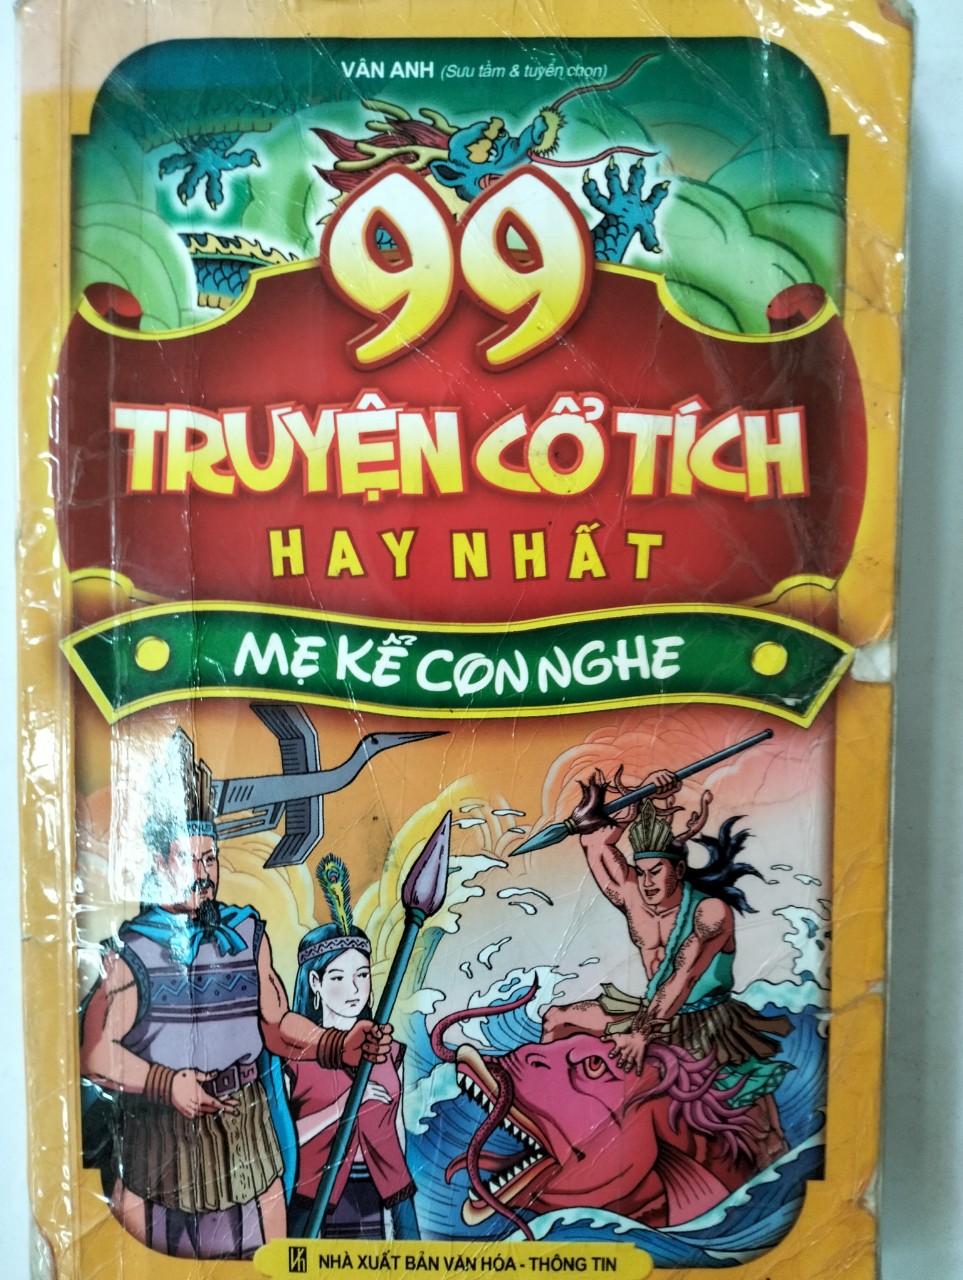 VÂN ANH (Sưu tầm & tuyển chọn)
99
TRUYỆN CỔ TÍCH
HAY NHẤT
MẸ KỂ CON NGHE
NHÀ XUẤT BẢN VĂN HÓA - THÔNG TIN